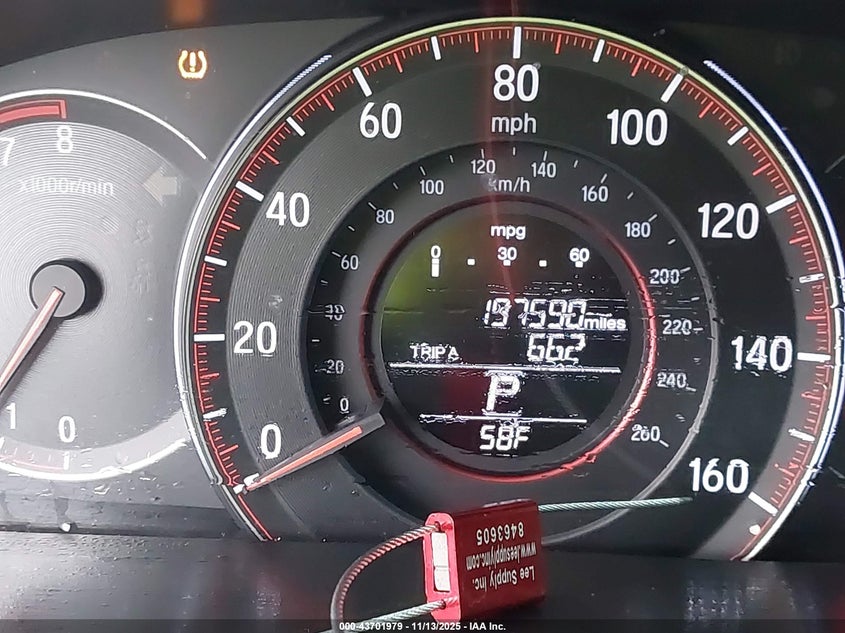 7
8
x1000r/min
1
0
0
20
40
60
80
100
120
140
160
mph
0
20
40
60
80
100
120
140
160
180
200
220
240
260
km/h
mpg
0 30 60
197590 miles
TRIP A 662
P
58F
Lee Supply Inc.
www.leesupplyinc.com
8463605
000-43701979 - 11/13/2025 - IAA Inc.